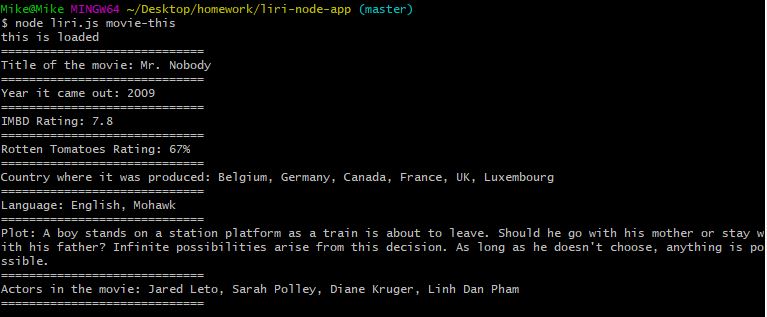 Mike@Mike MINGW64 ~/Desktop/homework/liri-node-app (master)
$ node liri.js movie-this
this is loaded
=============================
Title of the movie: Mr. Nobody
=============================
Year it came out: 2009
=============================
IMBD Rating: 7.8
=============================
Rotten Tomatoes Rating: 67%
=============================
Country where it was produced: Belgium, Germany, Canada, France, UK, Luxembourg
=============================
Language: English, Mohawk
=============================
Plot: A boy stands on a station platform as a train is about to leave. Should he go with his mother or stay w
ith his father? Infinite possibilities arise from this decision. As long as he doesn't choose, anything is po
ssible.
=============================
Actors in the movie: Jared Leto, Sarah Polley, Diane Kruger, Linh Dan Pham
=============================